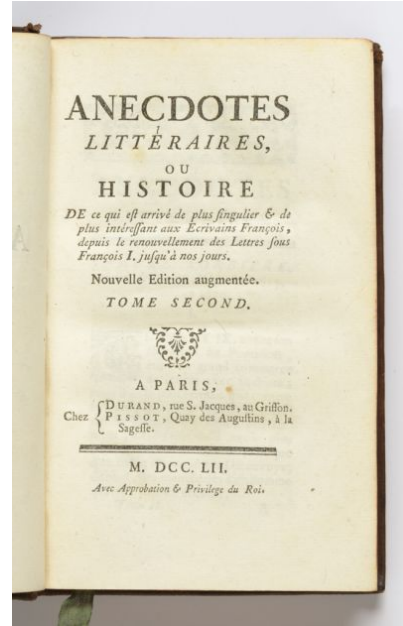 ANECDOTES
LITTÉRAIRES,
OU
HISTOIRE
DE ce qui eſt arrivé de plus ſingulier & de
plus intéreſſant aux Ecrivains François,
depuis le renouvellement des Lettres ſous
François I. juſqu'à nos jours.
Nouvelle Edition augmentée.
TOME SECOND.
A PARIS,
Chez { DURAND, rue S. Jacques, au Griffon.
PISSOT, Quay des Auguſtins, à la
Sageſſe.
M. DCC. LII.
Avec Approbation & Privilege du Roi.